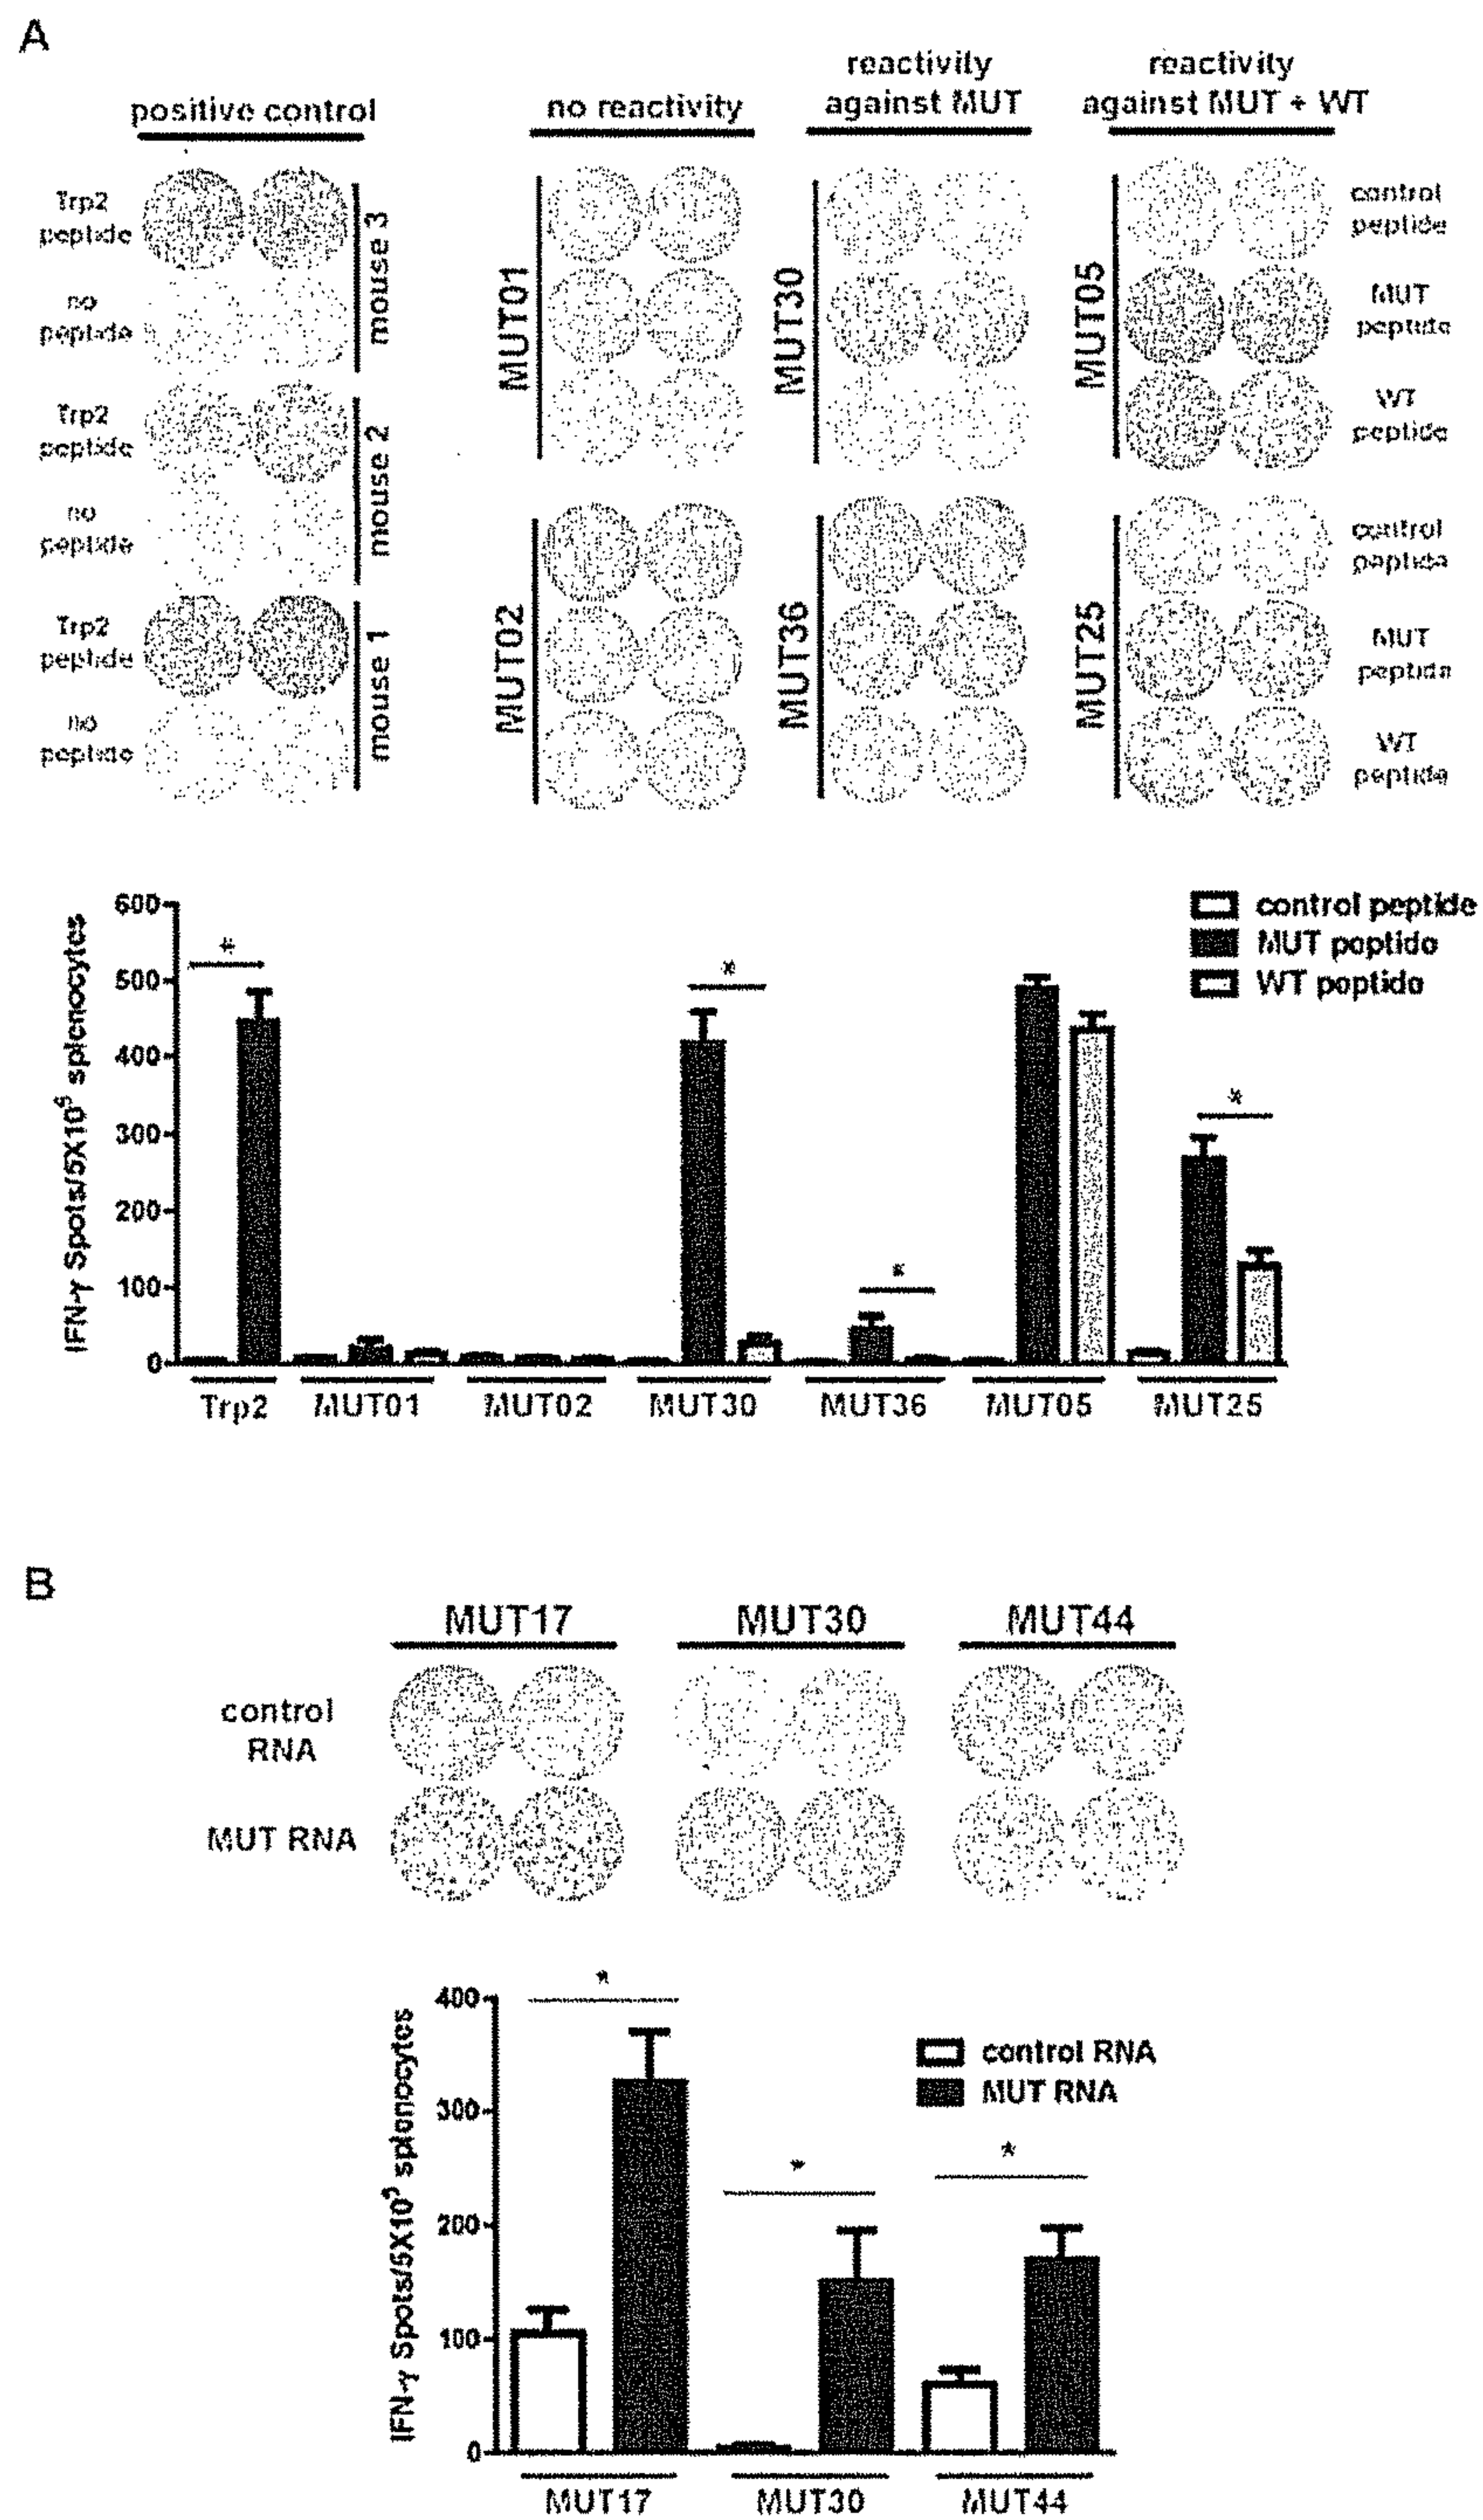 A
positive control
no reactivity
reactivity
against MUT
reactivity
against MUT + WT
Trp2
peptide
no
peptide
mouse 3
Trp2
peptide
no
peptide
mouse 2
Trp2
peptide
no
peptide
mouse 1
MUT01
MUT02
MUT30
MUT36
MUT05
MUT25
control
peptide
MUT
peptide
WT
peptide
control
peptide
MUT
peptide
WT
peptide
IFN-γ Spots/5X10⁵ splenocytes
600
500
400
300
200
100
0
*
*
*
*
control peptide
MUT peptide
WT peptide
Trp2
MUT01
MUT02
MUT30
MUT36
MUT05
MUT25
B
MUT17
MUT30
MUT44
control
RNA
MUT RNA
IFN-γ Spots/5X10⁵ splenocytes
400
300
200
100
0
*
*
*
control RNA
MUT RNA
MUT17
MUT30
MUT44